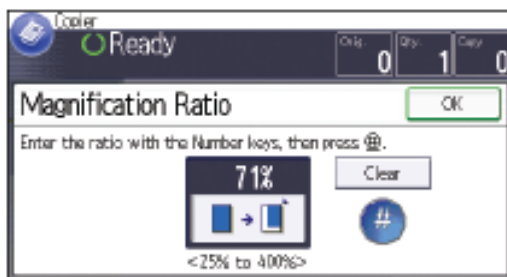 Copier
Ready
Orig. 0 Qty. 1 Copy 0
Magnification Ratio
OK
Enter the ratio with the Number keys, then press #.
71%
Clear
#
<25% to 400%>